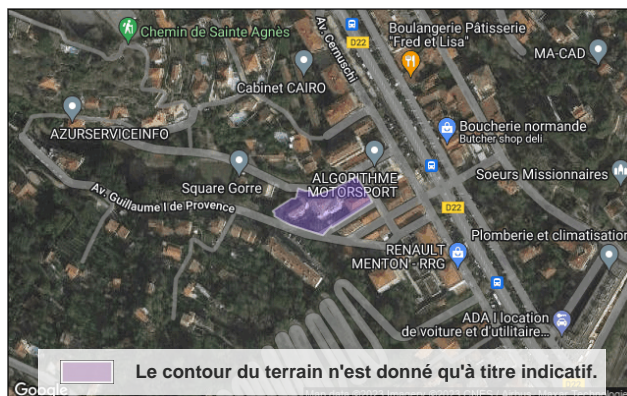 Chemin de Sainte Agnès
Av. Cernuschi
D22
Boulangerie Pâtisserie
"Fred et Lisa"
MA-CAD
Cabinet CAIRO
AZURSERVICEINFO
Boucherie normande
Butcher shop deli
ALGORITHME
MOTORSPORT
Square Gorre
Soeurs Missionnaires
Av. Guillaume I de Provence
D22
Plomberie et climatisation
RENAULT
MENTON - RRG
ADA I location
de voiture et d'utilitaire...
Le contour du terrain n'est donné qu'à titre indicatif.
Google